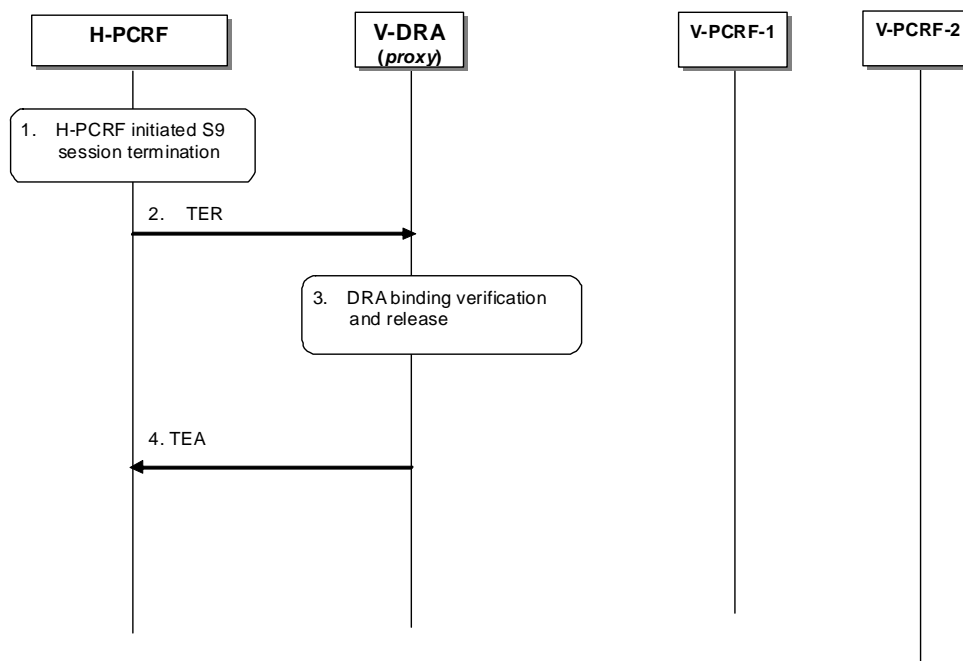 H-PCRF
V-DRA
(proxy)
V-PCRF-1
V-PCRF-2
1. H-PCRF initiated S9
session termination
2. TER
3. DRA binding verification
and release
4. TEA